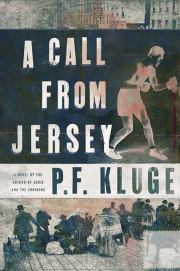 A CALL
FROM
JERSEY
A NOVEL BY THE
AUTHOR OF EDDIE
AND THE CRUISERS
P.F. KLUGE